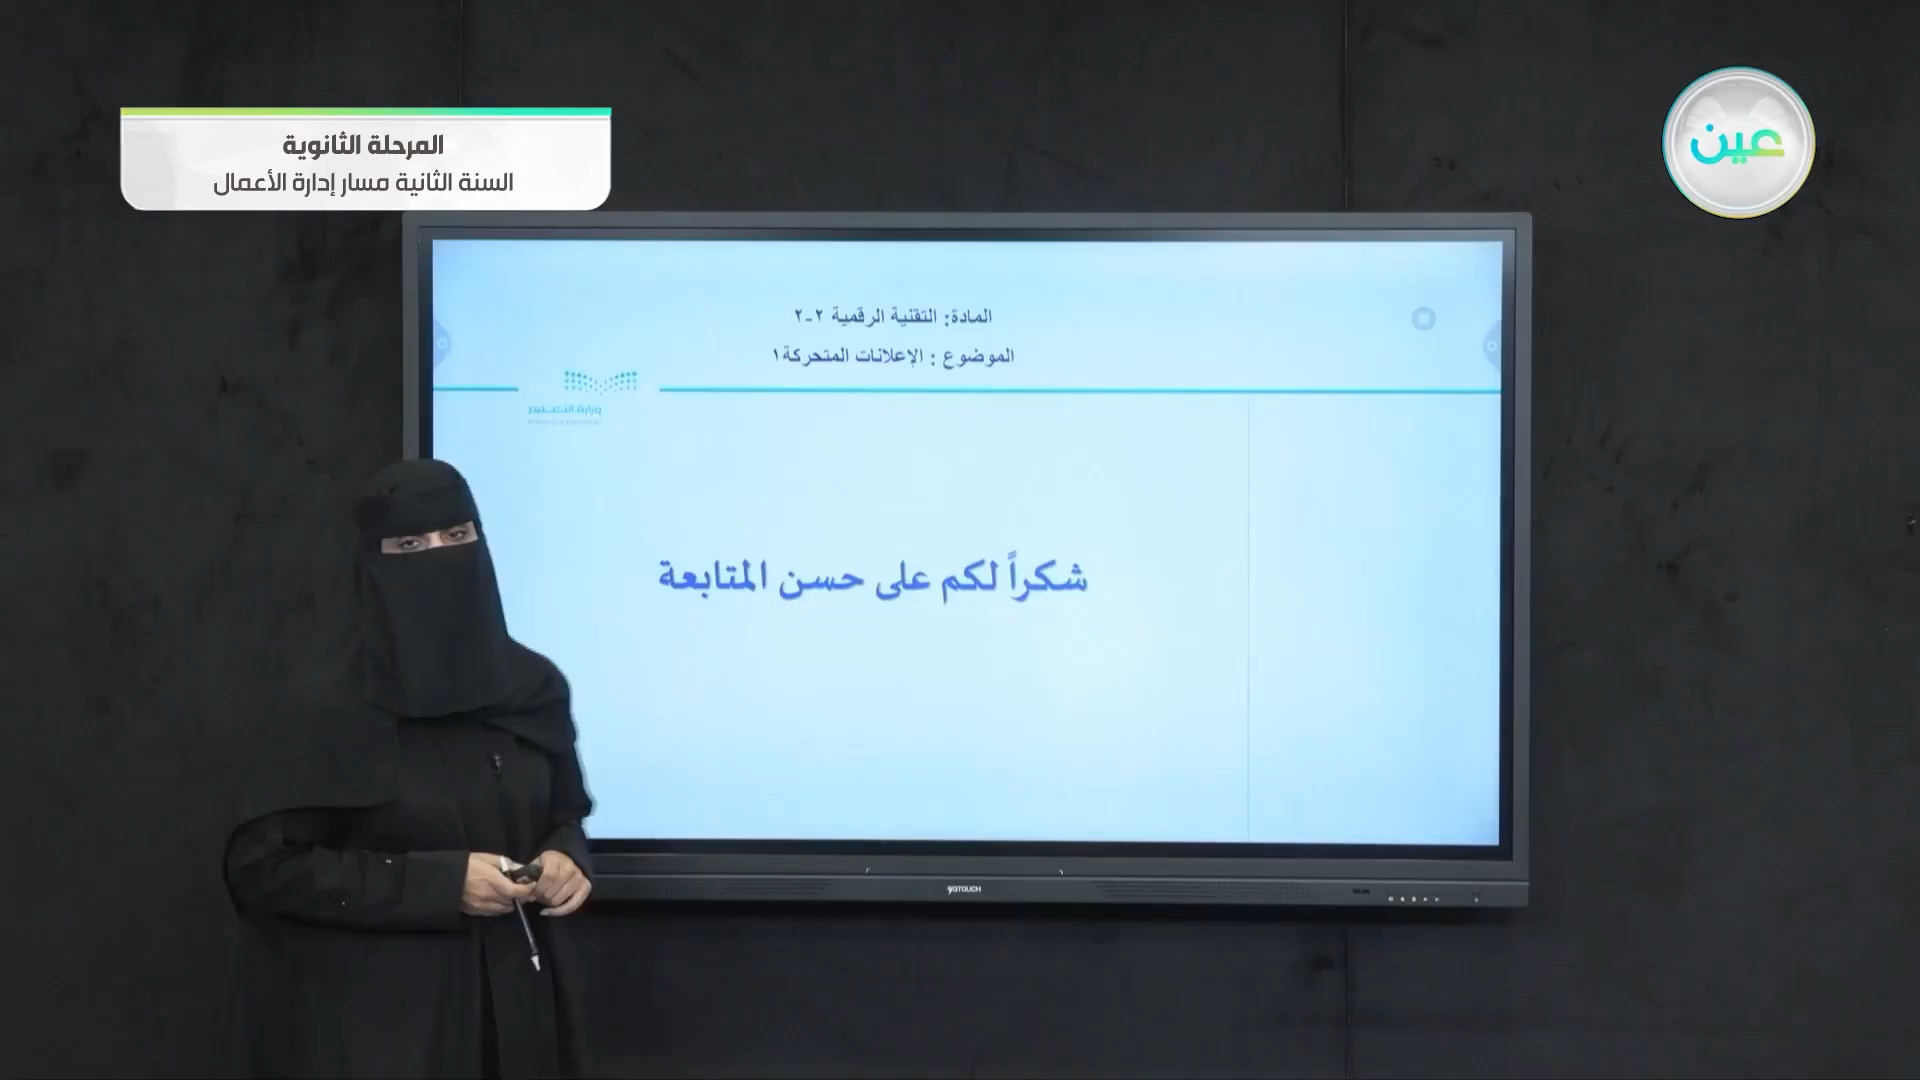 المرحلة الثانوية
السنة الثانية مسار إدارة الأعمال
عين
المادة: التقنية الرقمية ٢-٢
الموضوع : الإعلانات المتحركة١
وزارة التعليم
شكراً لكم على حسن المتابعة
YQTOUCH